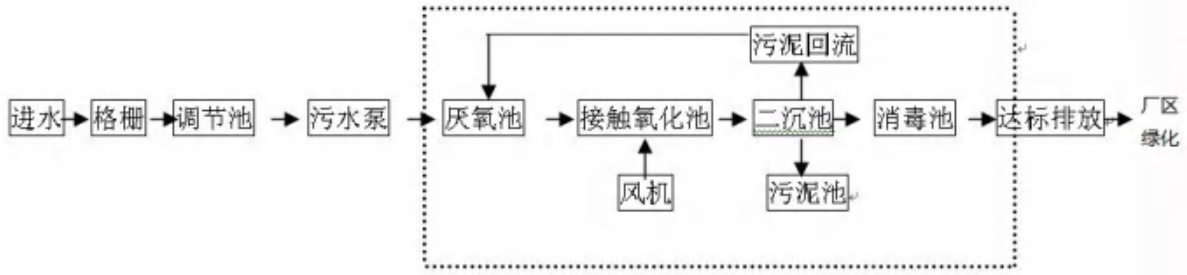 污泥回流
进水
格栅
调节池
污水泵
厌氧池
接触氧化池
二沉池
消毒池
达标排放
厂区
绿化
风机
污泥池